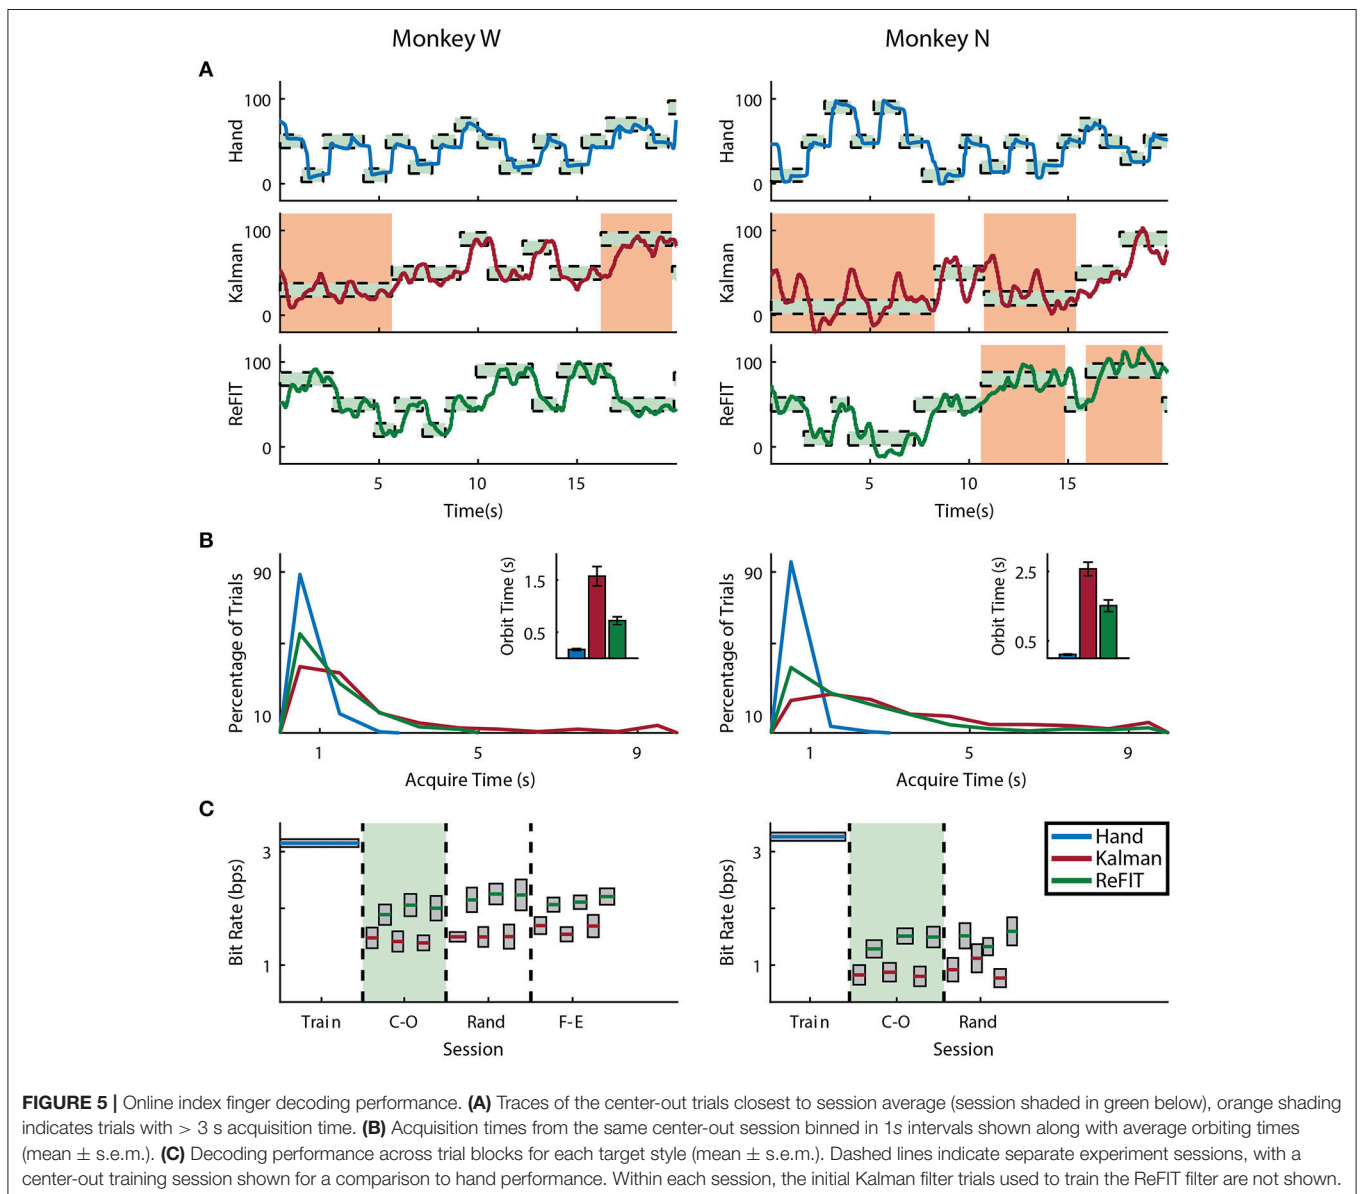 Monkey W
Monkey N
A
100
Hand
0
100
Hand
0
100
Kalman
0
100
Kalman
0
100
ReFIT
0
5
10
15
Time(s)
100
ReFIT
0
5
10
15
Time(s)
B
90
Percentage of Trials
10
1
5
9
Acquire Time (s)
Orbit Time (s)
1.5
0.5
90
Percentage of Trials
10
1
5
9
Acquire Time (s)
Orbit Time (s)
2.5
0.5
C
3
Bit Rate (bps)
1
Train
C-O
Rand
F-E
Session
3
Bit Rate (bps)
1
Train
C-O
Rand
Session
Hand
Kalman
ReFIT
FIGURE 5 | Online index finger decoding performance. (A) Traces of the center-out trials closest to session average (session shaded in green below), orange shading
indicates trials with > 3 s acquisition time. (B) Acquisition times from the same center-out session binned in 1s intervals shown along with average orbiting times
(mean ± s.e.m.). (C) Decoding performance across trial blocks for each target style (mean ± s.e.m.). Dashed lines indicate separate experiment sessions, with a
center-out training session shown for a comparison to hand performance. Within each session, the initial Kalman filter trials used to train the ReFIT filter are not shown.